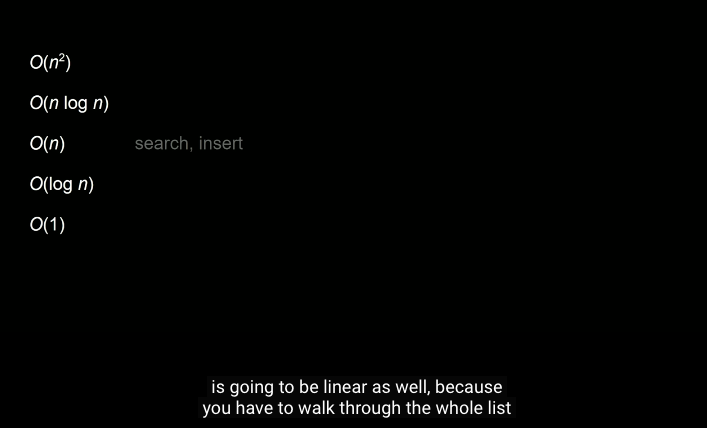 O(n²)
O(n log n)
O(n) search, insert
O(log n)
O(1)
is going to be linear as well, because
you have to walk through the whole list